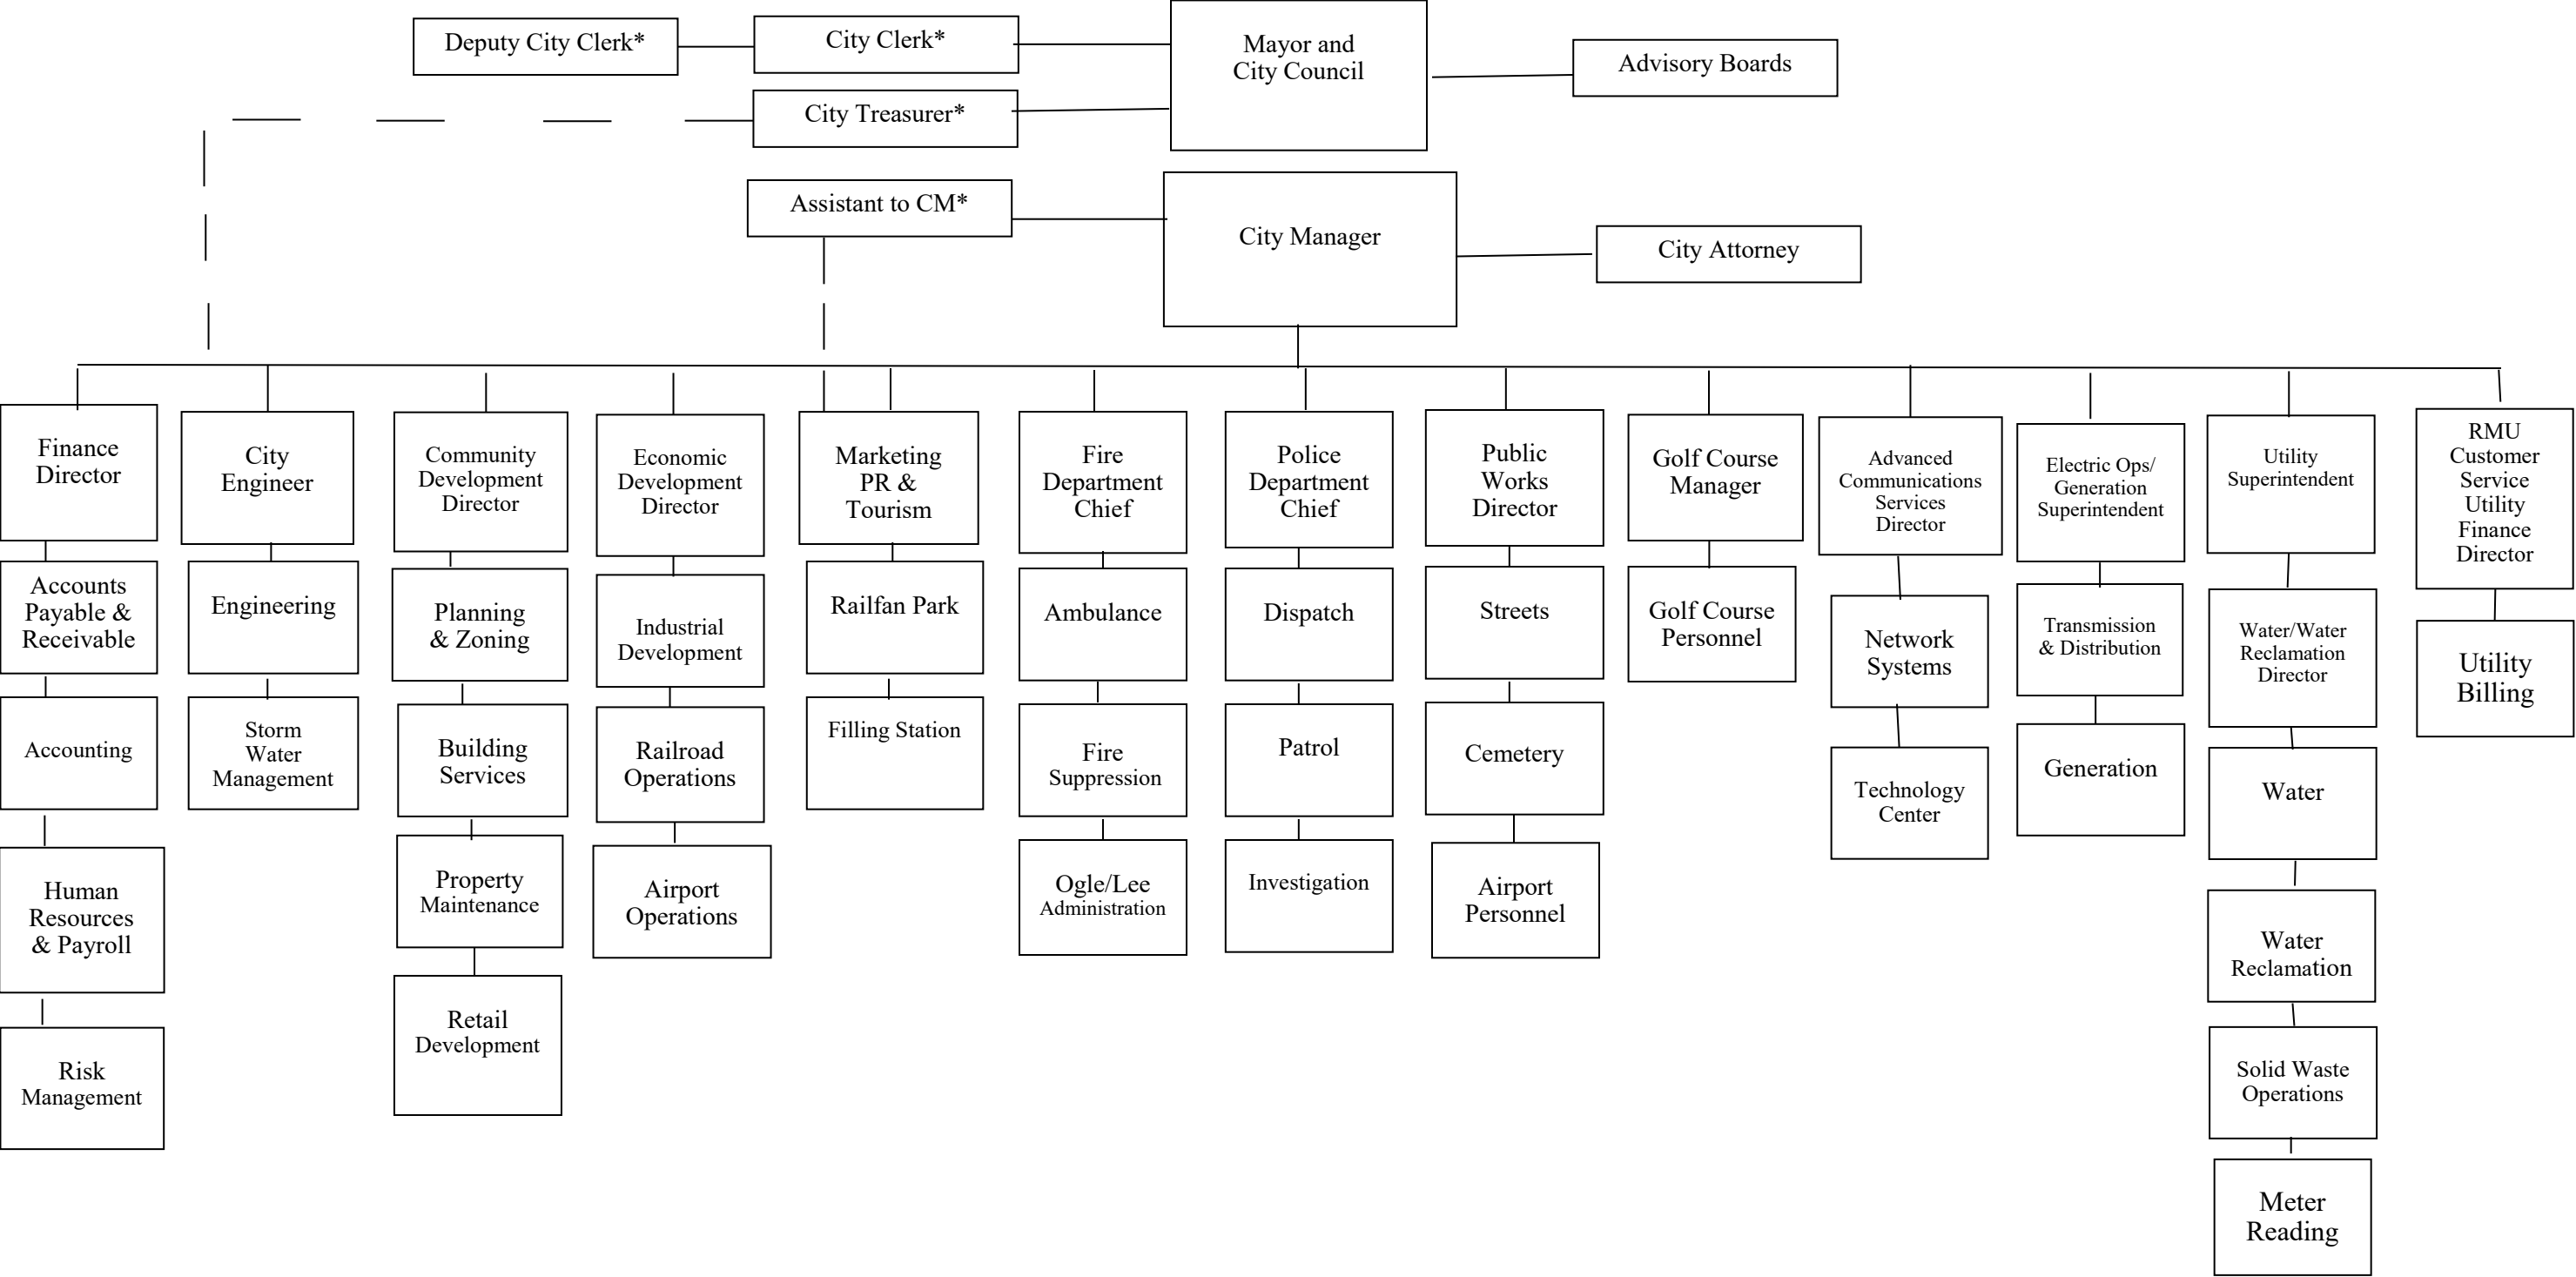 Deputy City Clerk*
City Clerk*
Mayor and
City Council
Advisory Boards
City Treasurer*
Assistant to CM*
City Manager
City Attorney
Finance
Director
City
Engineer
Community
Development
Director
Economic
Development
Director
Marketing
PR &
Tourism
Fire
Department
Chief
Police
Department
Chief
Public
Works
Director
Golf Course
Manager
Advanced
Communications
Services
Director
Electric Ops/
Generation
Superintendent
Utility
Superintendent
RMU
Customer
Service
Utility
Finance
Director
Accounts
Payable &
Receivable
Engineering
Planning
& Zoning
Industrial
Development
Railfan Park
Ambulance
Dispatch
Streets
Golf Course
Personnel
Network
Systems
Transmission
& Distribution
Water/Water
Reclamation
Director
Utility
Billing
Accounting
Storm
Water
Management
Building
Services
Railroad
Operations
Filling Station
Fire
Suppression
Patrol
Cemetery
Technology
Center
Generation
Water
Human
Resources
& Payroll
Property
Maintenance
Airport
Operations
Ogle/Lee
Administration
Investigation
Airport
Personnel
Water
Reclamation
Risk
Management
Retail
Development
Solid Waste
Operations
Meter
Reading